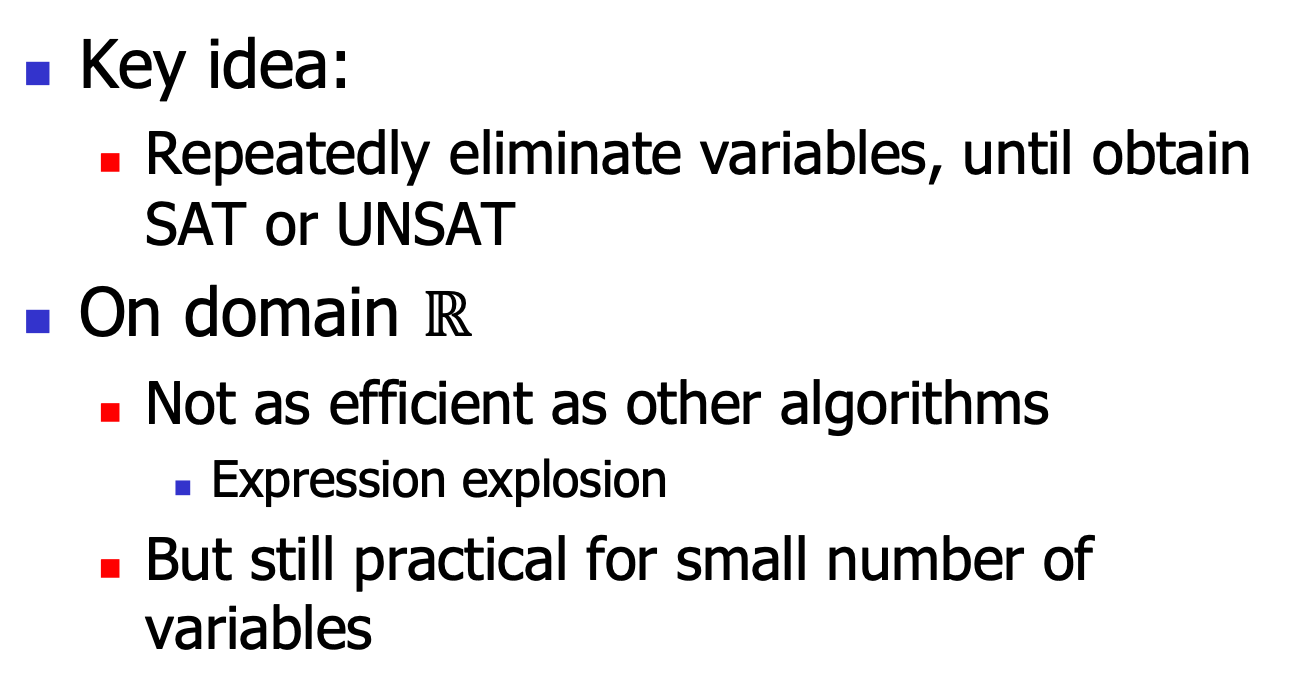 Key idea:
Repeatedly eliminate variables, until obtain
SAT or UNSAT
On domain ℝ
Not as efficient as other algorithms
Expression explosion
But still practical for small number of
variables